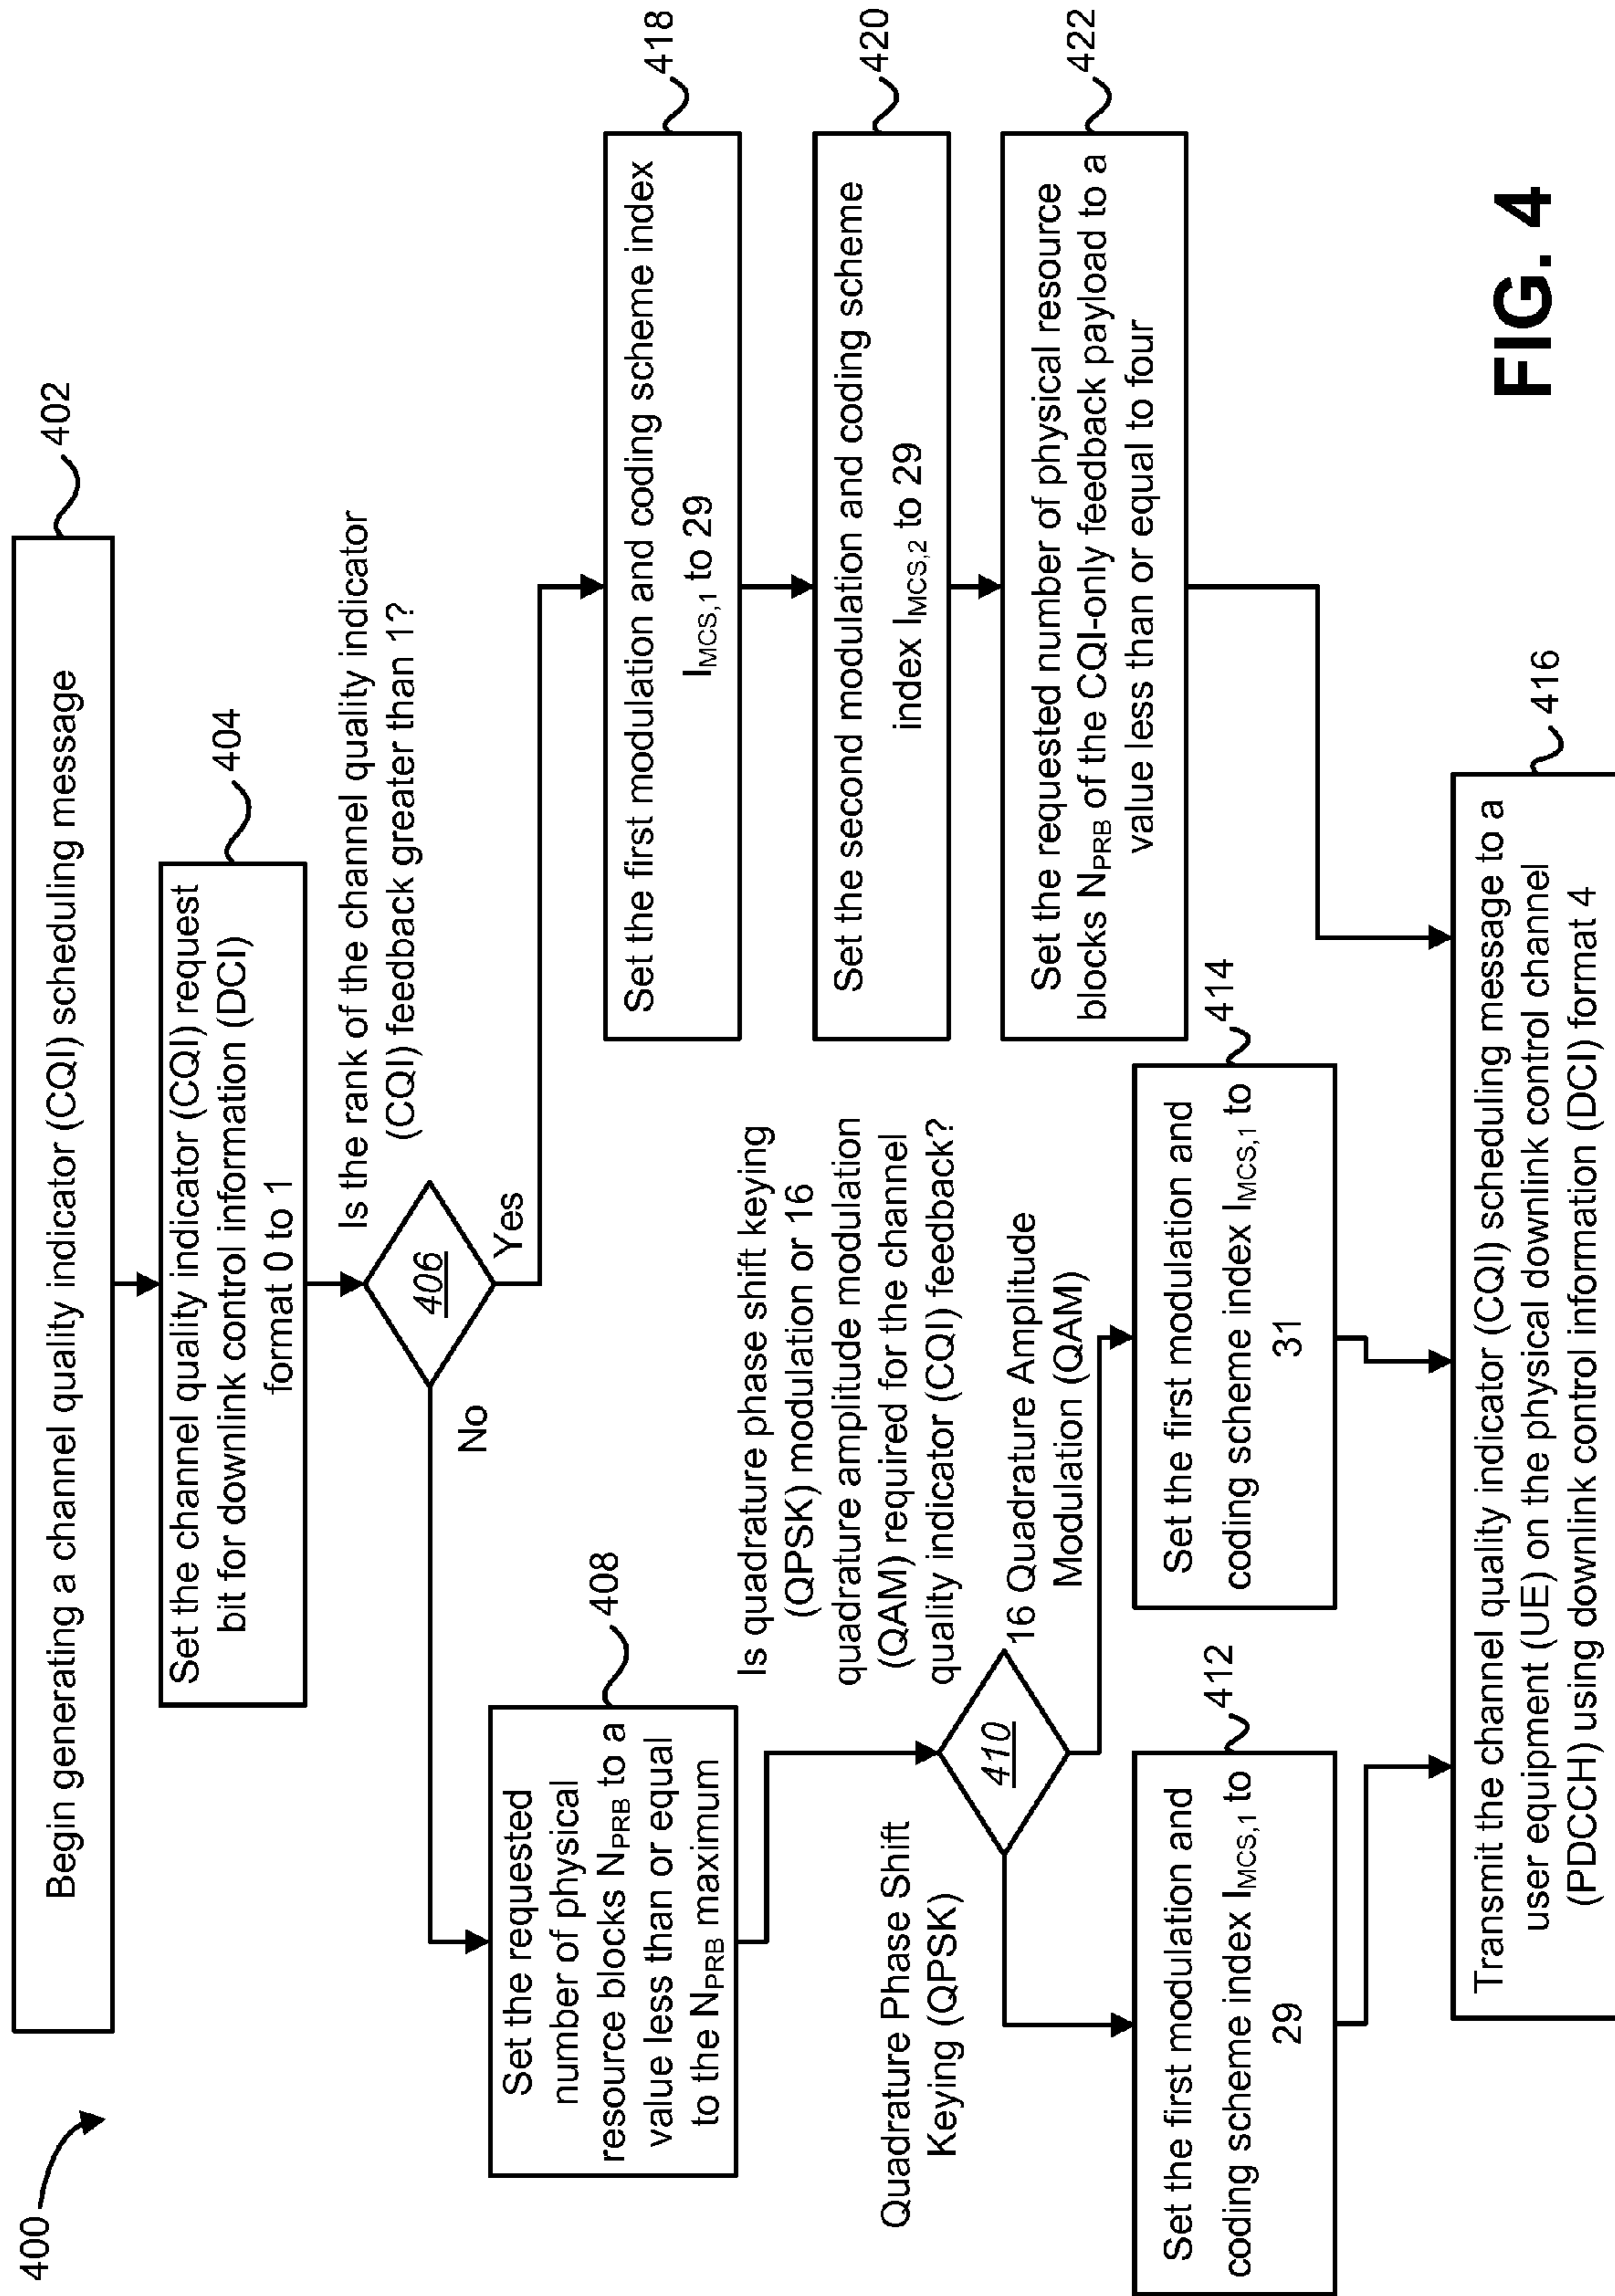 400
Begin generating a channel quality indicator (CQI) scheduling message
402
Set the channel quality indicator (CQI) request
bit for downlink control information (DCI)
format 0 to 1
404
Is the rank of the channel quality indicator
(CQI) feedback greater than 1?
406
No
Yes
Set the requested
number of physical
resource blocks NPRB to a
value less than or equal
to the NPRB maximum
408
Is quadrature phase shift keying
(QPSK) modulation or 16
quadrature amplitude modulation
(QAM) required for the channel
quality indicator (CQI) feedback?
410
Quadrature Phase Shift
Keying (QPSK)
16 Quadrature Amplitude
Modulation (QAM)
Set the first modulation and
coding scheme index IMCS,1 to
29
412
Set the first modulation and
coding scheme index IMCS,1 to
31
414
Set the first modulation and coding scheme index
IMCS,1 to 29
418
Set the second modulation and coding scheme
index IMCS,2 to 29
420
Set the requested number of physical resource
blocks NPRB of the CQI-only feedback payload to a
value less than or equal to four
422
Transmit the channel quality indicator (CQI) scheduling message to a
user equipment (UE) on the physical downlink control channel
(PDCCH) using downlink control information (DCI) format 4
416
FIG. 4